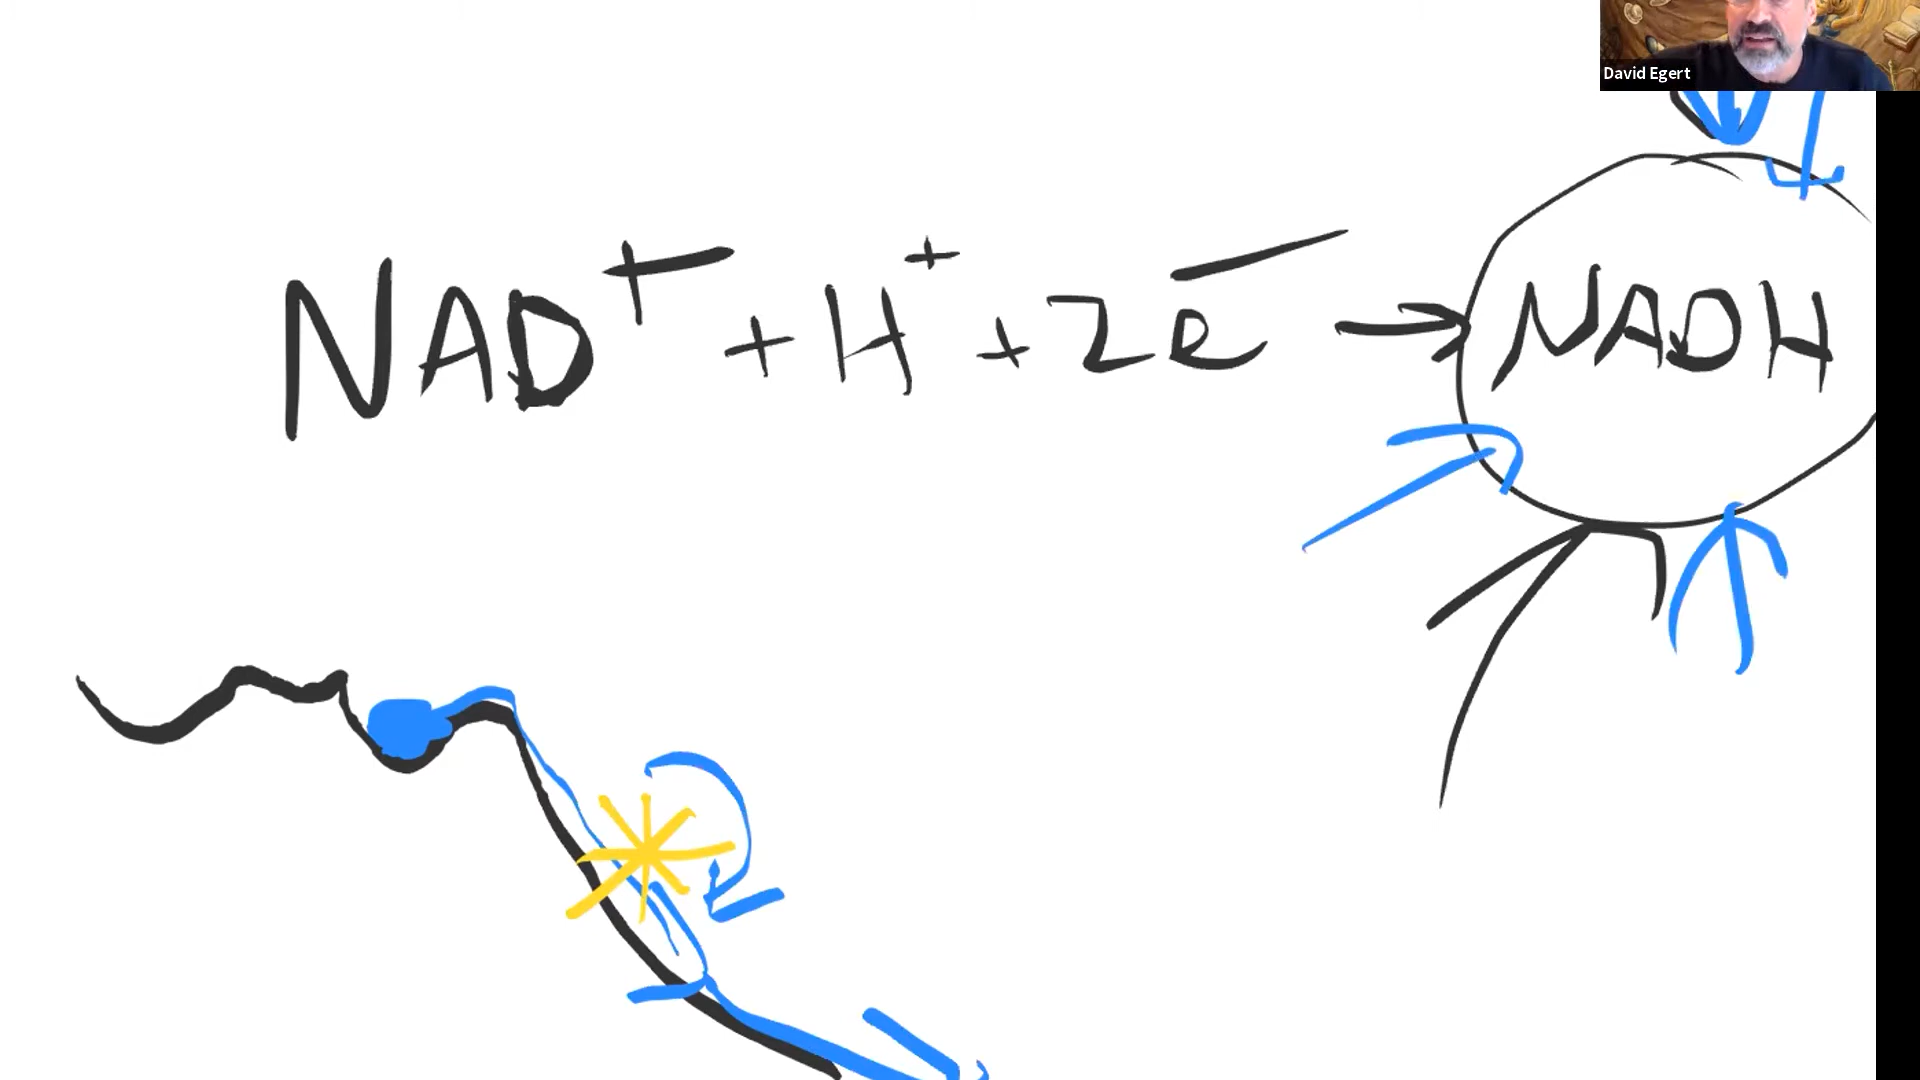 David Egert
NAD⁺ + H⁺ + 2e⁻ → NADH